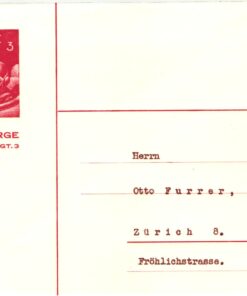 3
RGE
GT. 3
Herrn
Otto Furrer,
Zürich 8.
Fröhlichstrasse.